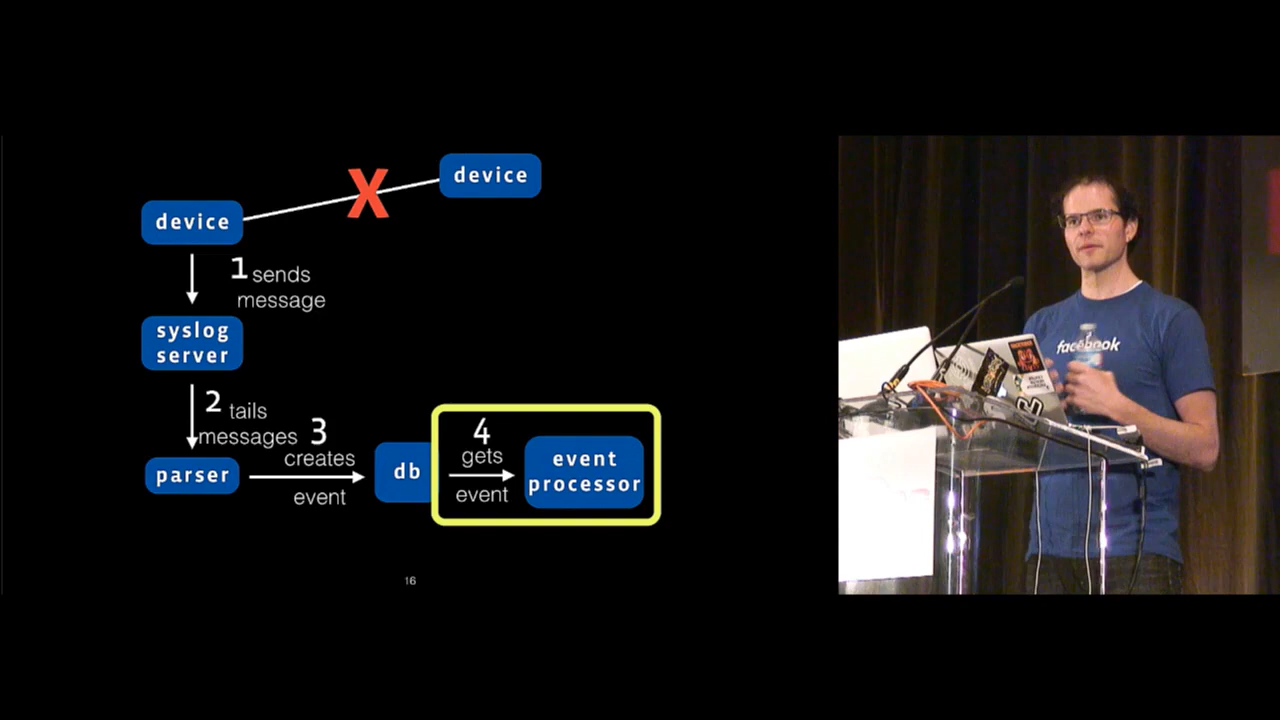 device
X
device
1 sends
message
syslog
server
2 tails
messages
3
creates
event
parser
db
4
gets
event
event
processor
16
facebook